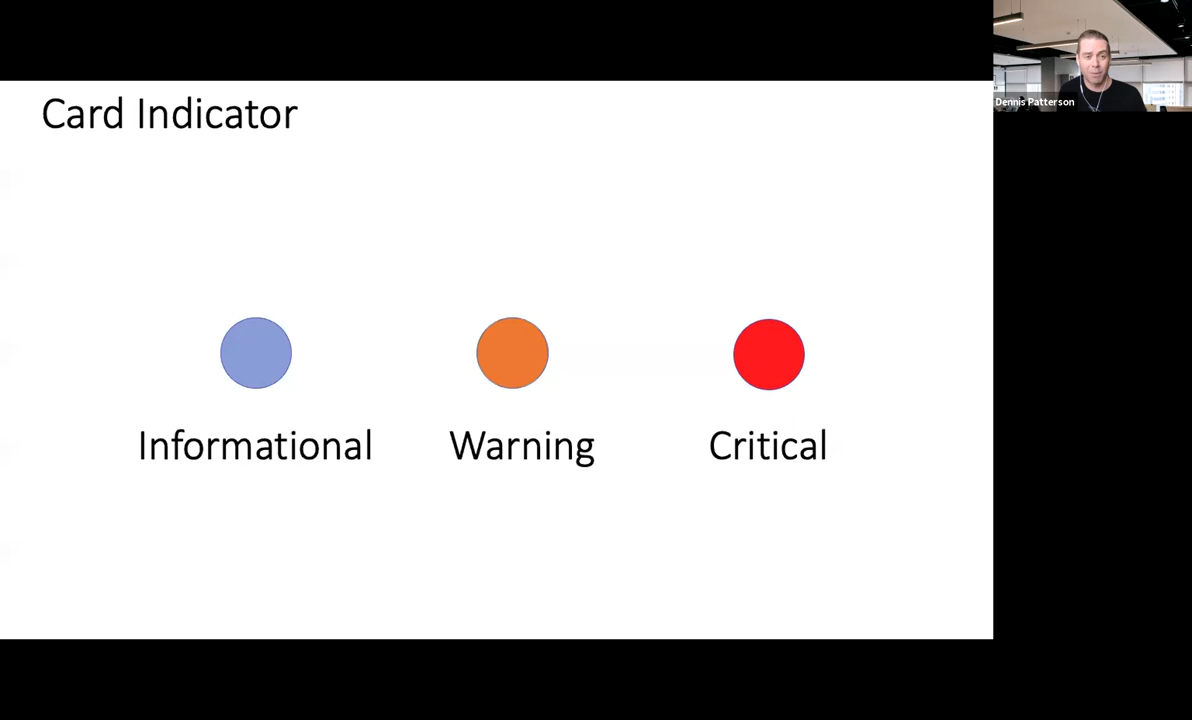 Card Indicator
Dennis Patterson
Informational
Warning
Critical